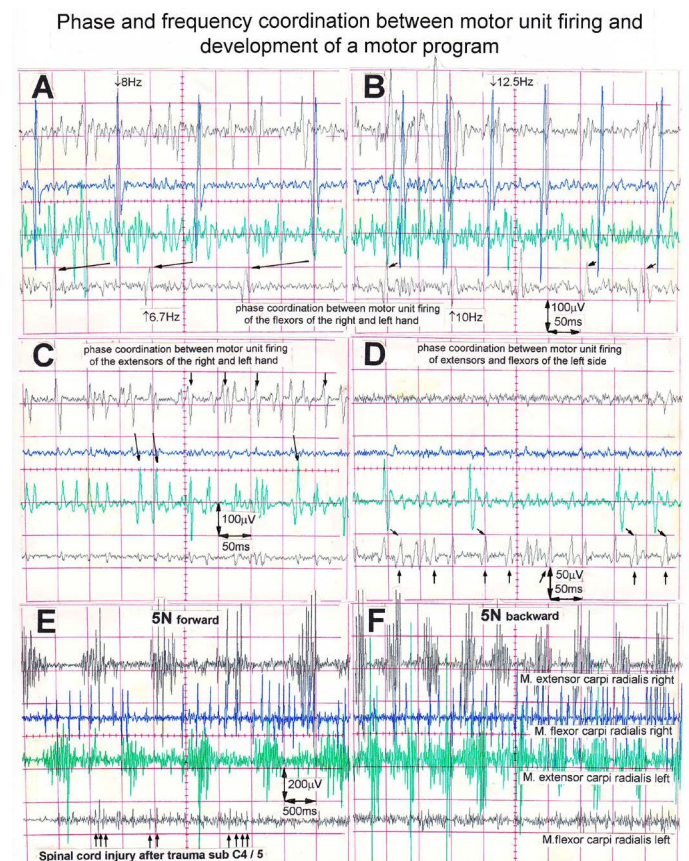 Phase and frequency coordination between motor unit firing and
development of a motor program
A
↓8Hz
↑6.7Hz
phase coordination between motor unit firing
of the flexors of the right and left hand
B
↓12.5Hz
↑10Hz
100µV
50ms
C
phase coordination between motor unit firing
of the extensors of the right and left hand
100µV
50ms
D
phase coordination between motor unit firing
of extensors and flexors of the left side
50µV
50ms
E
5N forward
200µV
500ms
Spinal cord injury after trauma sub C4 / 5
F
5N backward
M. extensor carpi radialis right
M. flexor carpi radialis right
M. extensor carpi radialis left
M.flexor carpi radialis left